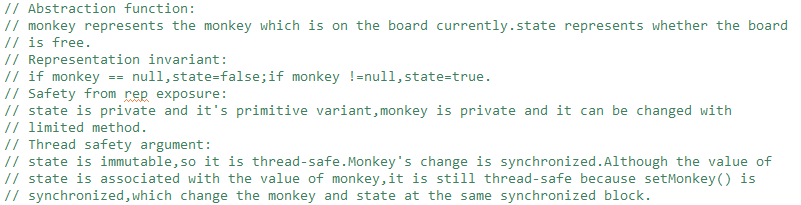 // Abstraction function:
// monkey represents the monkey which is on the board currently.state represents whether the board
// is free.
// Representation invariant:
// if monkey == null,state=false;if monkey !=null,state=true.
// Safety from rep exposure:
// state is private and it's primitive variant,monkey is private and it can be changed with
// limited method.
// Thread safety argument:
// state is immutable,so it is thread-safe.Monkey's change is synchronized.Although the value of
// state is associated with the value of monkey,it is still thread-safe because setMonkey() is
// synchronized,which change the monkey and state at the same synchronized block.